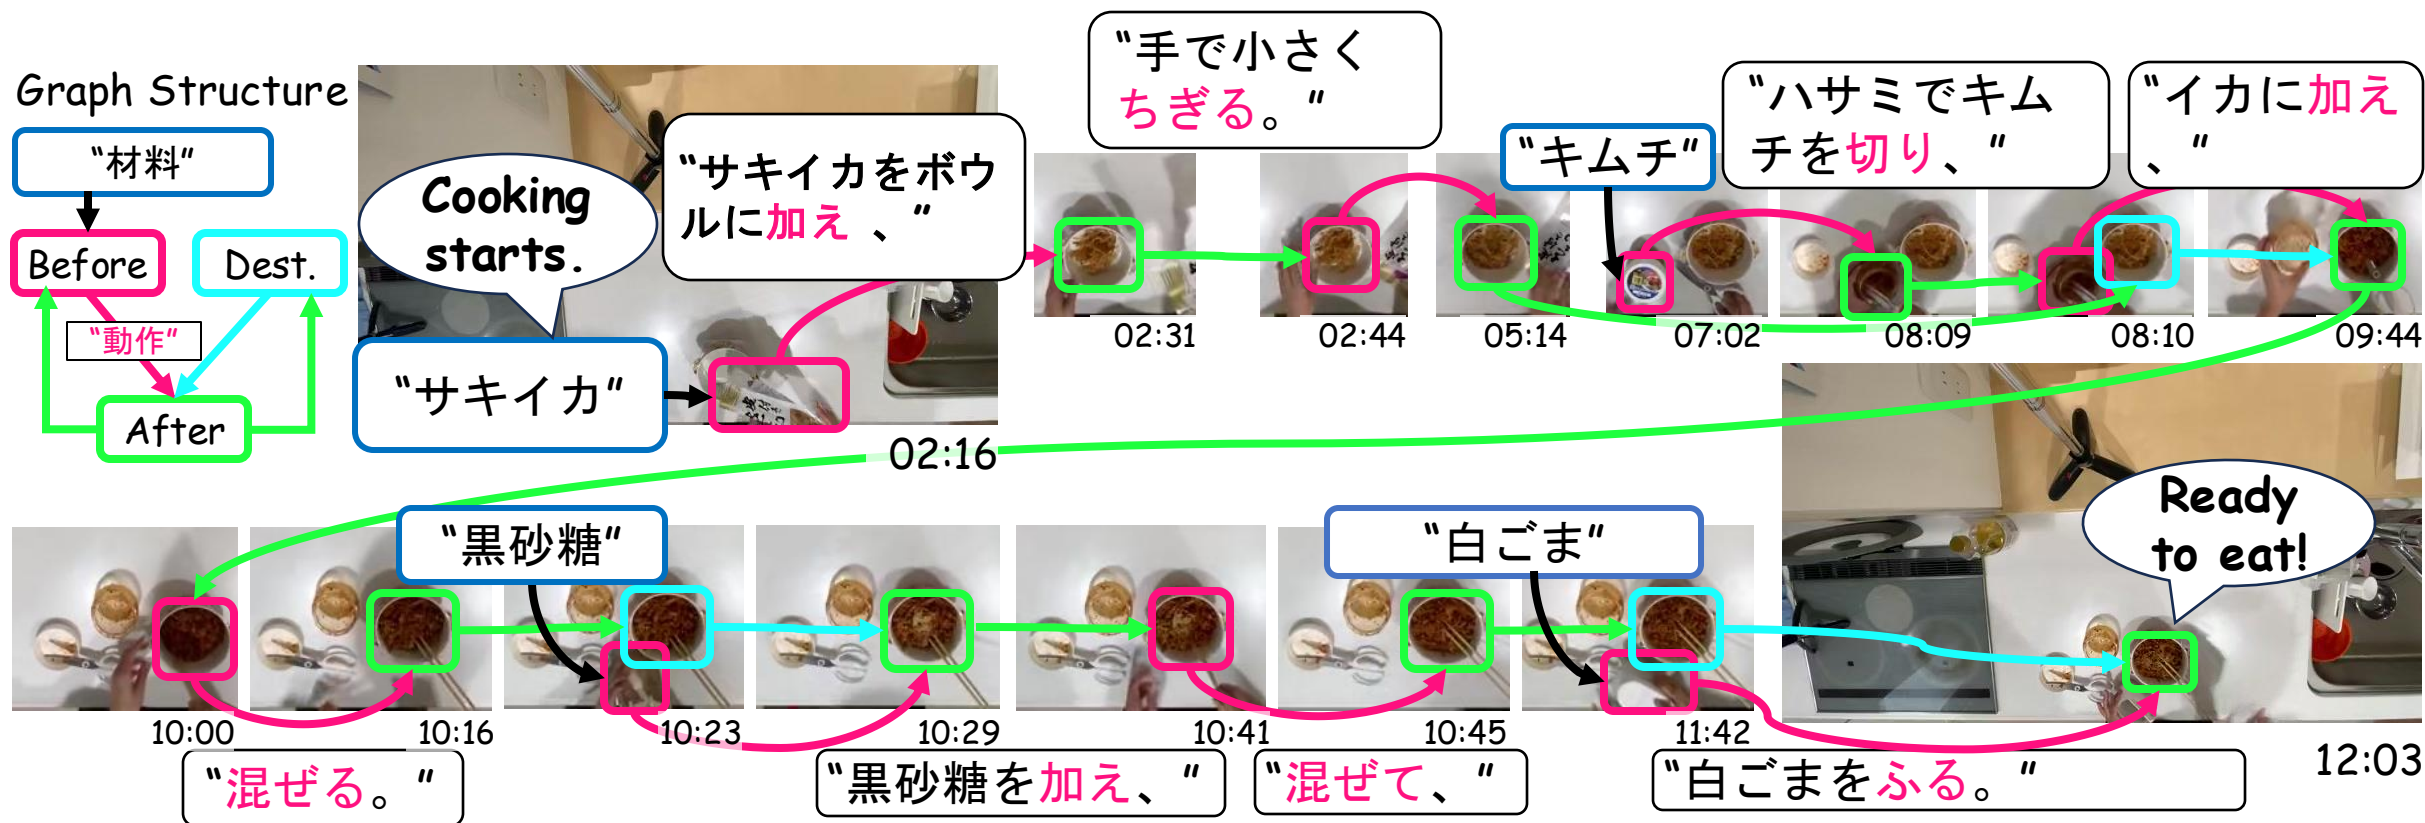 Graph Structure
“材料”
Before
Dest.
“動作”
After
Cooking
starts.
“サキイカ”
“サキイカをボウ
ルに加え 、”
02:16
“手で小さく
ちぎる。”
02:31
02:44
05:14
“キムチ”
07:02
“ハサミでキム
チを切り、”
08:09
08:10
“イカに加え
、”
09:44
10:00
“混ぜる。”
10:16
“黒砂糖”
10:23
10:29
“黒砂糖を加え、”
10:41
“混ぜて、”
10:45
“白ごま”
11:42
“白ごまをふる。”
Ready
to eat!
12:03